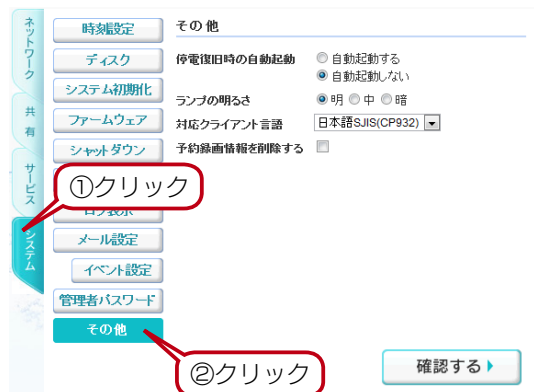 ネットワーク
共有
サービス
システム
時刻設定
ディスク
システム初期化
ファームウェア
シャットダウン
ログ表示
メール設定
イベント設定
管理者パスワード
その他
その他
停電復旧時の自動起動
自動起動する
自動起動しない
ランプの明るさ
明 中 暗
対応クライアント言語
日本語SJIS(CP932)
予約録画情報を削除する
①クリック
②クリック
確認する